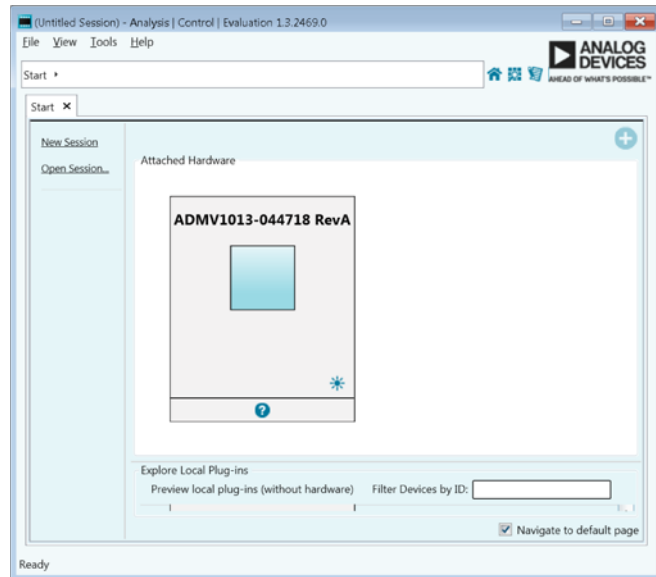 (Untitled Session) - Analysis | Control | Evaluation 1.3.2469.0
File View Tools Help
ANALOG
DEVICES
AHEAD OF WHAT'S POSSIBLE™
Start
Start
New Session
Open Session...
Attached Hardware
ADMV1013-044718 RevA
?
Explore Local Plug-ins
Preview local plug-ins (without hardware) Filter Devices by ID:
Navigate to default page
Ready